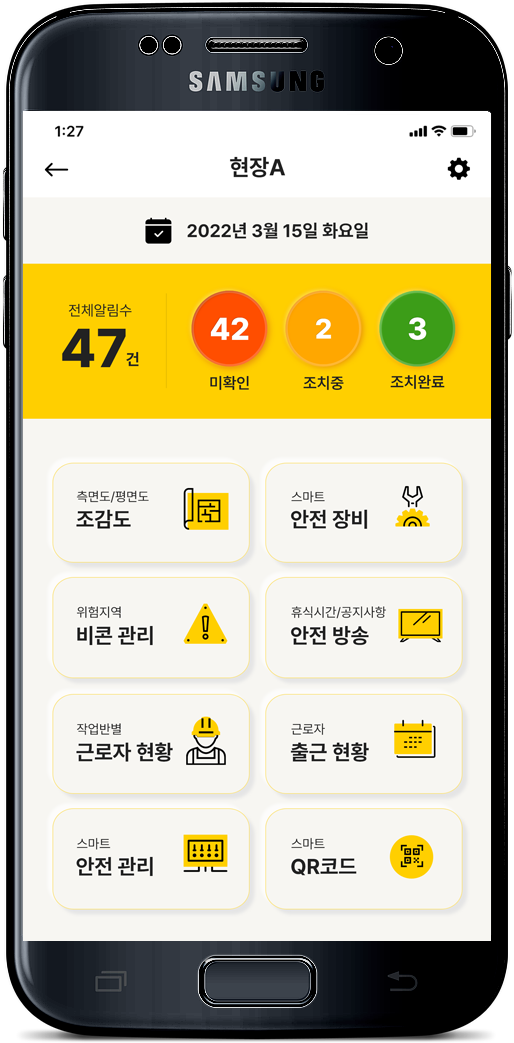 SAMSUNG
1:27
현장A
2022년 3월 15일 화요일
전체알림수
47건
42
미확인
2
조치중
3
조치완료
측면도/평면도
조감도
스마트
안전 장비
위험지역
비콘 관리
휴식시간/공지사항
안전 방송
작업반별
근로자 현황
근로자
출근 현황
스마트
안전 관리
스마트
QR코드